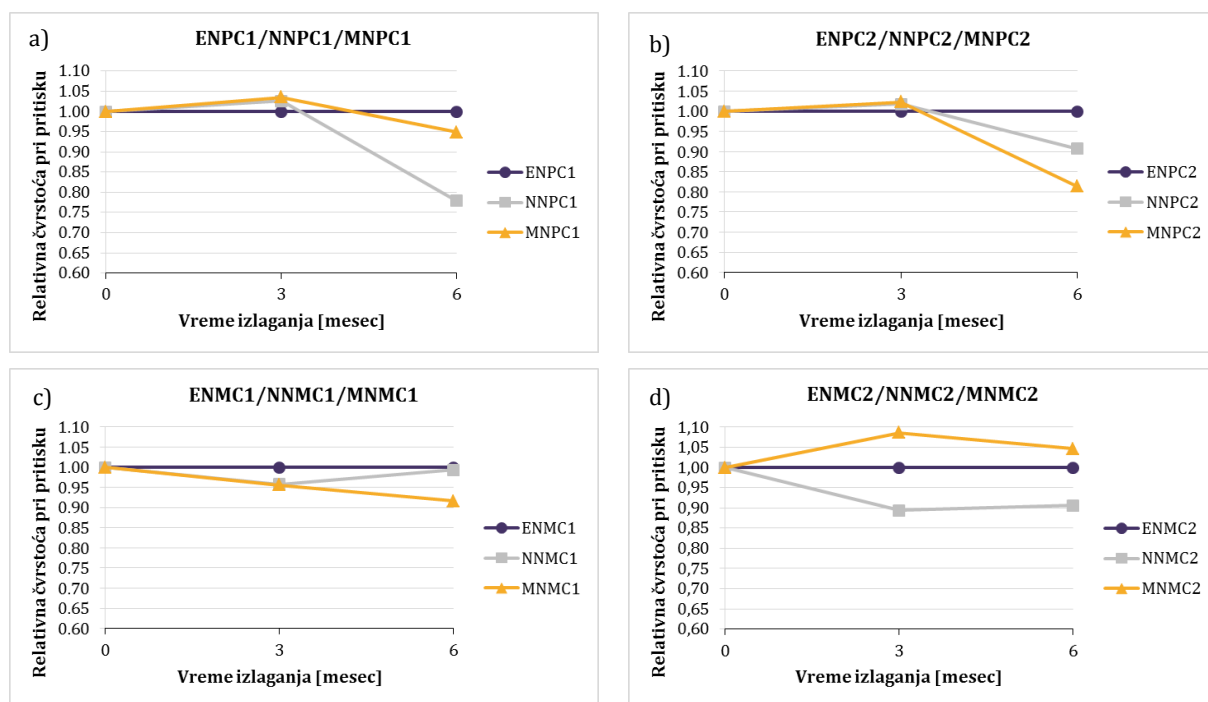 a)
ENPC1/NNPC1/MNPC1
Relativna čvrstoća pri pritisku
1.10
1.05
1.00
0.95
0.90
0.85
0.80
0.75
0.70
0.65
0.60
0
3
6
Vreme izlaganja [mesec]
ENPC1
NNPC1
MNPC1
b)
ENPC2/NNPC2/MNPC2
Relativna čvrstoća pri pritisku
1.10
1.05
1.00
0.95
0.90
0.85
0.80
0.75
0.70
0.65
0.60
0
3
6
Vreme izlaganja [mesec]
ENPC2
NNPC2
MNPC2
c)
ENMC1/NNMC1/MNMC1
Relativna čvrstoća pri pritisku
1.10
1.05
1.00
0.95
0.90
0.85
0.80
0.75
0.70
0.65
0.60
0
3
6
Vreme izlaganja [mesec]
ENMC1
NNMC1
MNMC1
d)
ENMC2/NNMC2/MNMC2
Relativna čvrstoća pri pritisku
1,10
1,05
1,00
0,95
0,90
0,85
0,80
0,75
0,70
0,65
0,60
0
3
6
Vreme izlaganja [mesec]
ENMC2
NNMC2
MNMC2